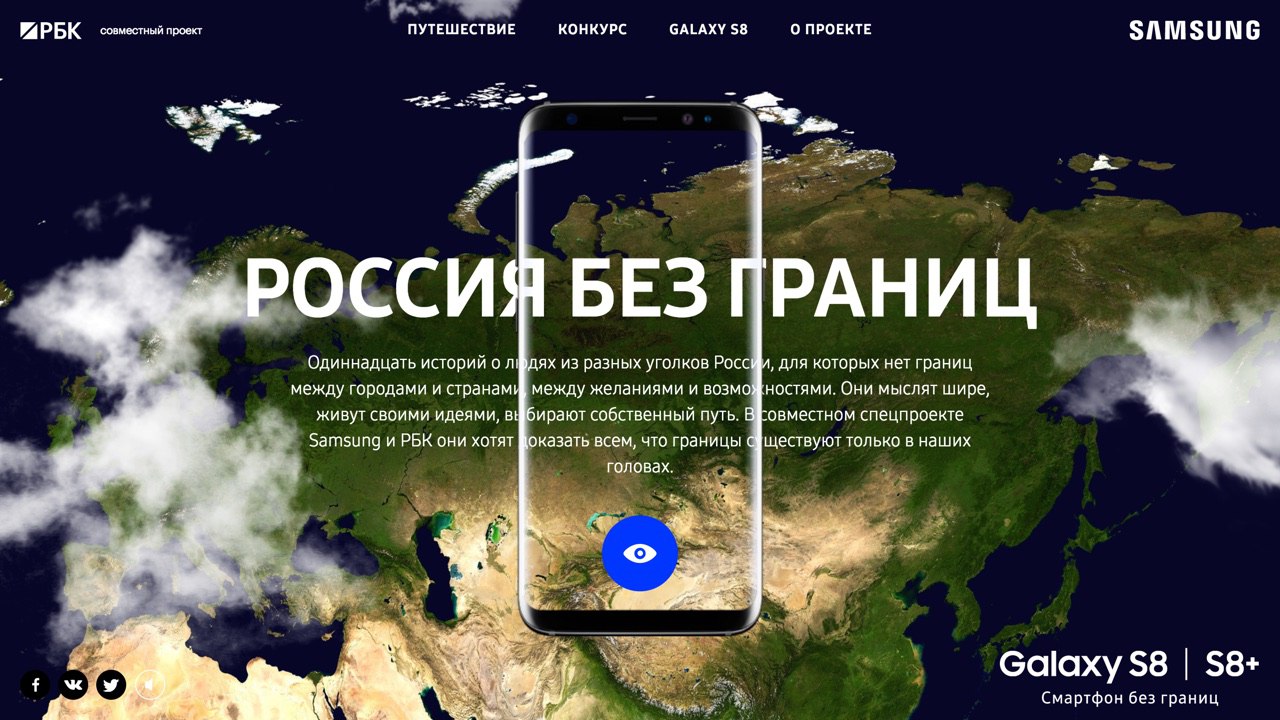 РБК
совместный проект
ПУТЕШЕСТВИЕ
КОНКУРС
GALAXY S8
О ПРОЕКТЕ
SAMSUNG
РОССИЯ БЕЗ ГРАНИЦ
Одиннадцать историй о людях из разных уголков России, для которых нет границ
между городами и странами, между желаниями и возможностями. Они мыслят шире,
живут своими идеями, выбирают собственный путь. В совместном спецпроекте
Samsung и РБК они хотят доказать всем, что границы существуют только в наших
головах.
Galaxy S8 | S8+
Смартфон без границ